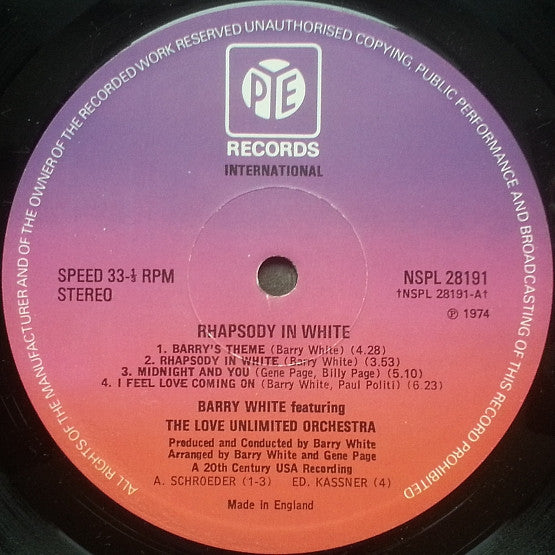 ALL RIGHTS OF THE MANUFACTURER AND OF THE OWNER OF THE RECORDED WORK RESERVED UNAUTHORISED COPYING, PUBLIC PERFORMANCE AND BROADCASTING OF THIS RECORD PROHIBITED
PYE
RECORDS
INTERNATIONAL
SPEED 33-⅓ RPM
STEREO
NSPL 28191
†NSPL 28191-A†
℗ 1974
RHAPSODY IN WHITE
1. BARRY'S THEME (Barry White) (4.28)
2. RHAPSODY IN WHITE (Barry White) (3.53)
3. MIDNIGHT AND YOU (Gene Page, Billy Page) (5.10)
4. I FEEL LOVE COMING ON (Barry White, Paul Politi) (6.23)
BARRY WHITE featuring
THE LOVE UNLIMITED ORCHESTRA
Produced and Conducted by Barry White
Arranged by Barry White and Gene Page
A 20th Century USA Recording
A. SCHROEDER (1-3) ED. KASSNER (4)
Made in England